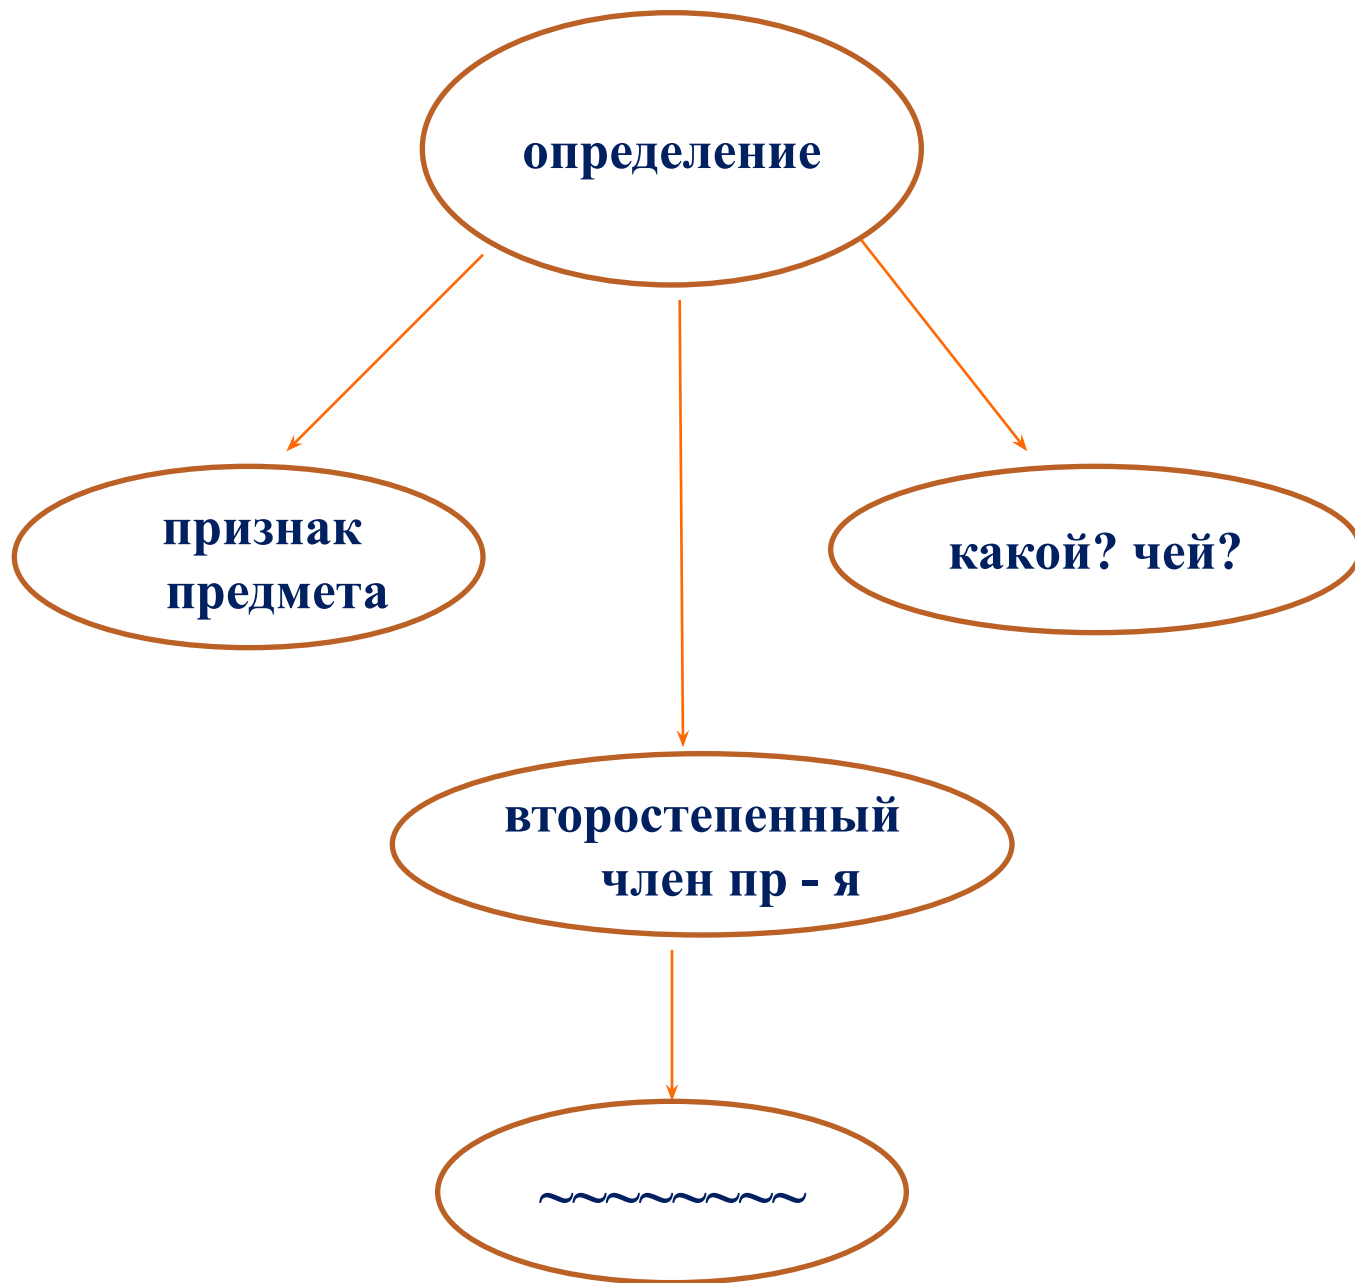 определение
признак
предмета
какой? чей?
второстепенный
член пр - я
~~~~~~~~